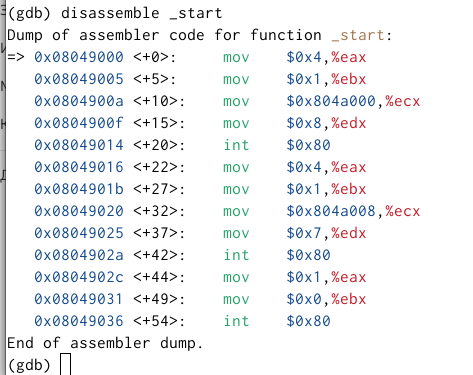 (gdb) disassemble _start
Dump of assembler code for function _start:
=> 0x08049000 <+0>:     mov    $0x4,%eax
   0x08049005 <+5>:     mov    $0x1,%ebx
   0x0804900a <+10>:    mov    $0x804a000,%ecx
   0x0804900f <+15>:    mov    $0x8,%edx
   0x08049014 <+20>:    int    $0x80
   0x08049016 <+22>:    mov    $0x4,%eax
   0x0804901b <+27>:    mov    $0x1,%ebx
   0x08049020 <+32>:    mov    $0x804a008,%ecx
   0x08049025 <+37>:    mov    $0x7,%edx
   0x0804902a <+42>:    int    $0x80
   0x0804902c <+44>:    mov    $0x1,%eax
   0x08049031 <+49>:    mov    $0x0,%ebx
   0x08049036 <+54>:    int    $0x80
End of assembler dump.
(gdb)